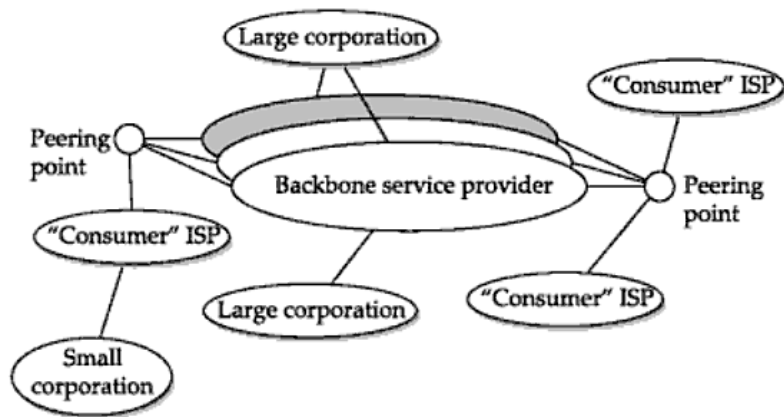 Large corporation
"Consumer" ISP
Peering
point
Backbone service provider
Peering
point
"Consumer" ISP
Large corporation
"Consumer" ISP
Small
corporation